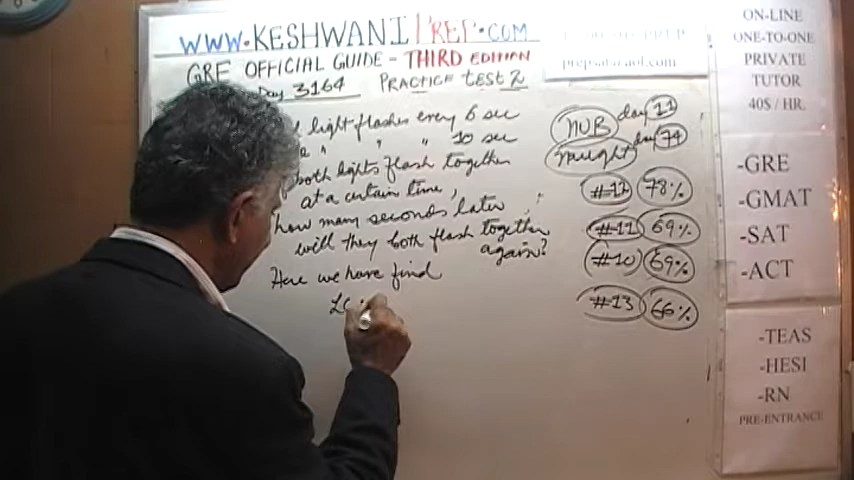 WWW.KESHWANI PREP.COM
GRE OFFICIAL GUIDE - THIRD EDITION
Day 3164 PRACTICE TEST 2
light flashes every 6 sec
" " " 10 sec
both lights flash together
at a certain time,
how many seconds later
will they both flash together
again?
Here we have find
LC
NUB day 11
naught day 74
#12 78%
#11 69%
#10 69%
#13 66%
prepsat@aol.com
ON-LINE
ONE-TO-ONE
PRIVATE
TUTOR
40$ / HR.
-GRE
-GMAT
-SAT
-ACT
-TEAS
-HESI
-RN
PRE-ENTRANCE